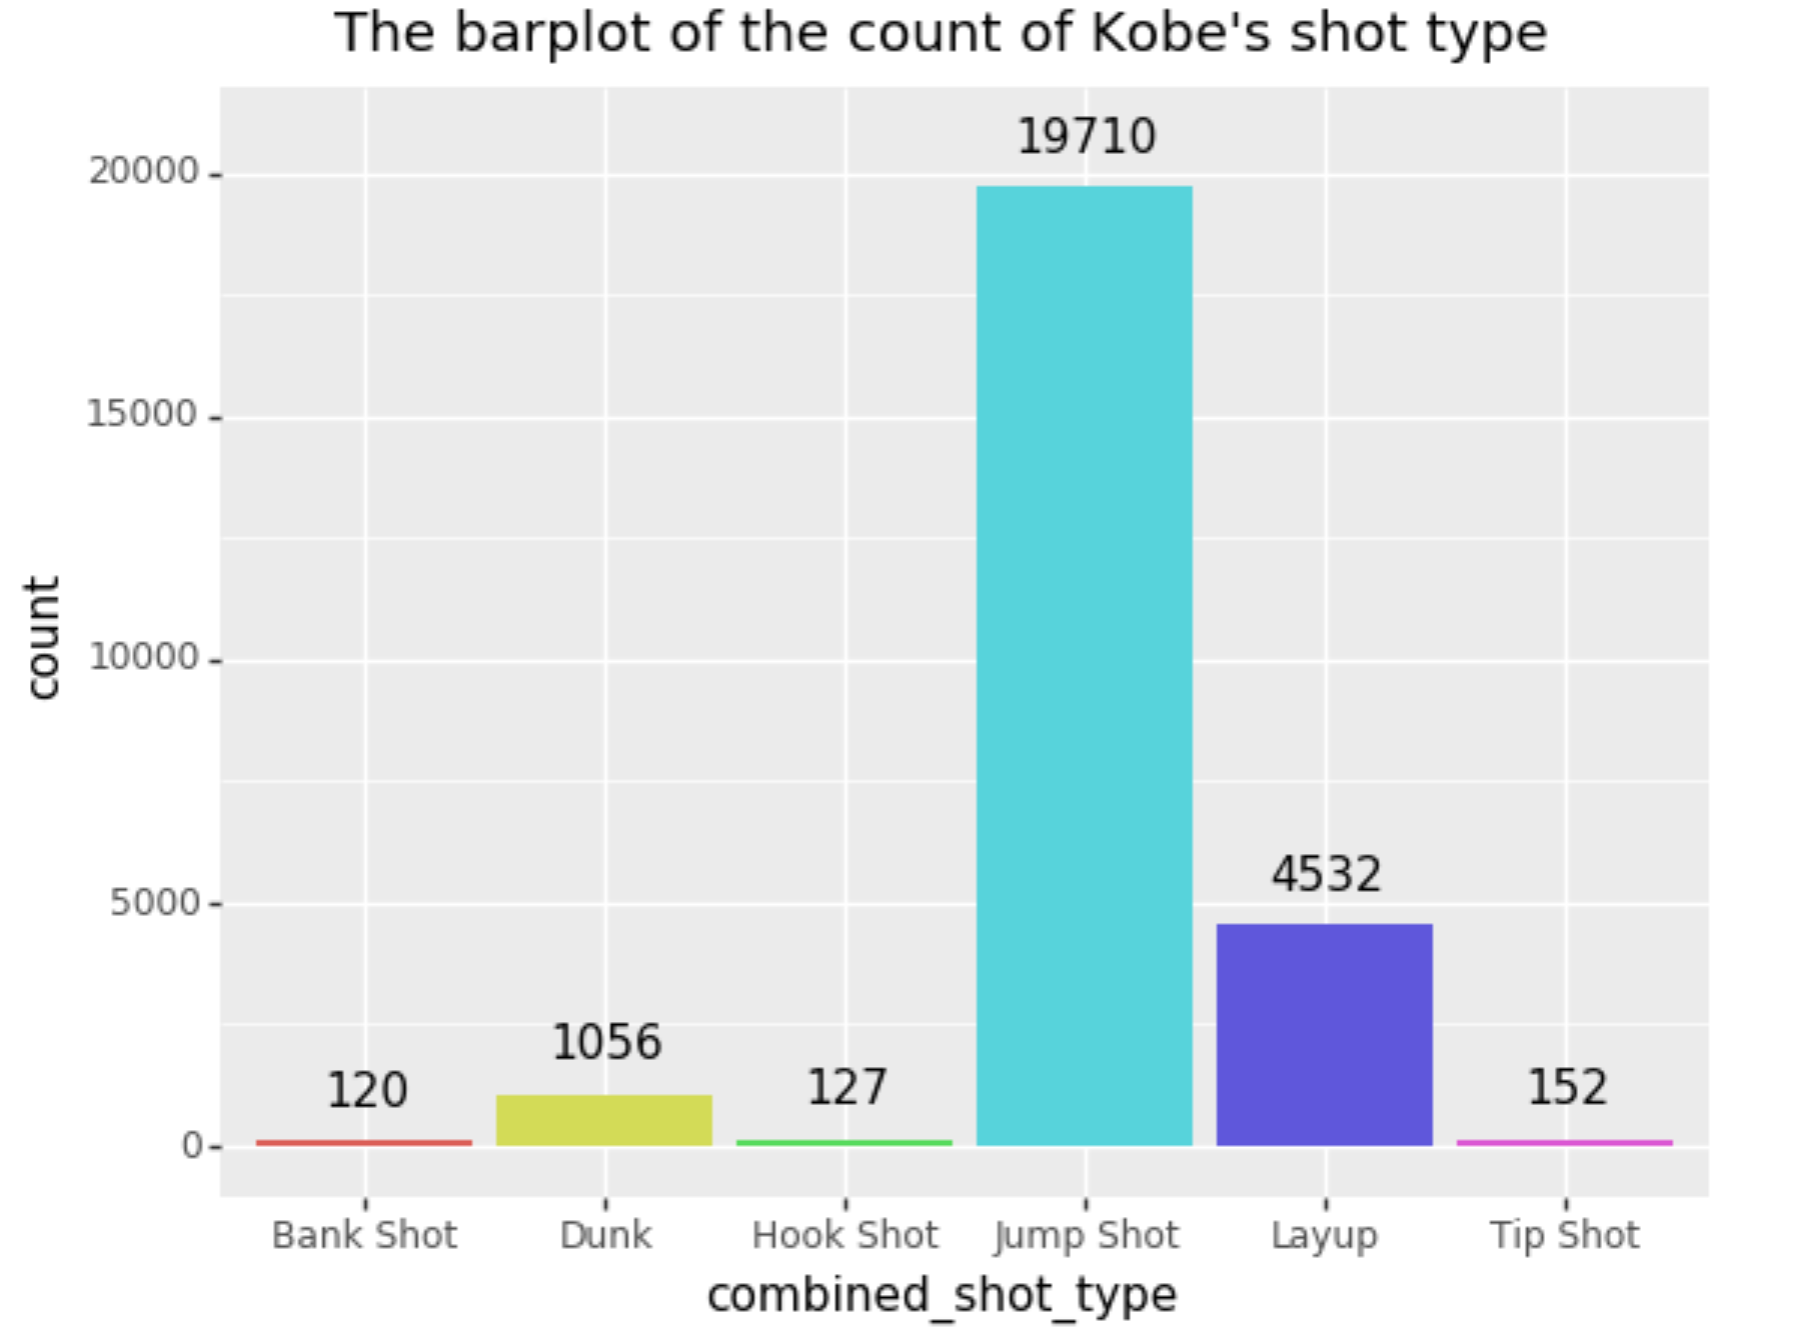 The barplot of the count of Kobe's shot type
count
20000
15000
10000
5000
0
120
1056
127
19710
4532
152
Bank Shot
Dunk
Hook Shot
Jump Shot
Layup
Tip Shot
combined_shot_type